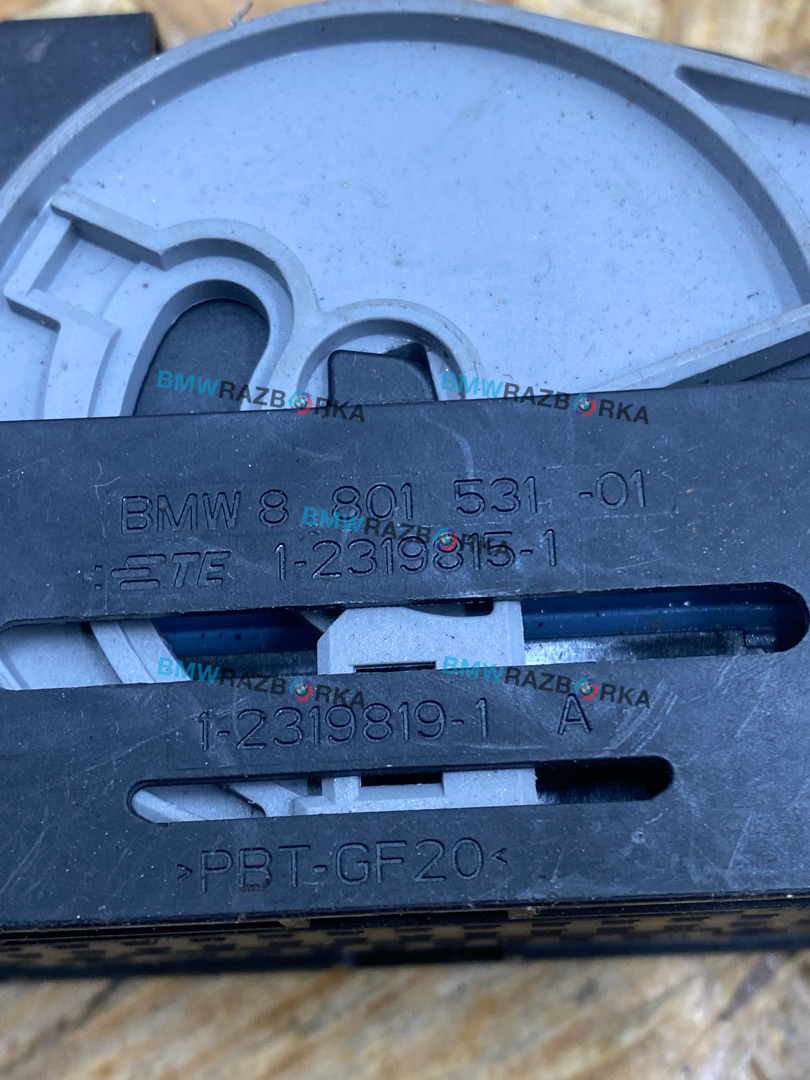 BMWRAZBORKA BMWRAZBORKA
BMW 8 801 531 -01
BMWRAZBORKA
TE 1-2319815-1
BMWRAZBORKA BMWRAZBORKA
1-2319819-1 A
>PBT-GF20<